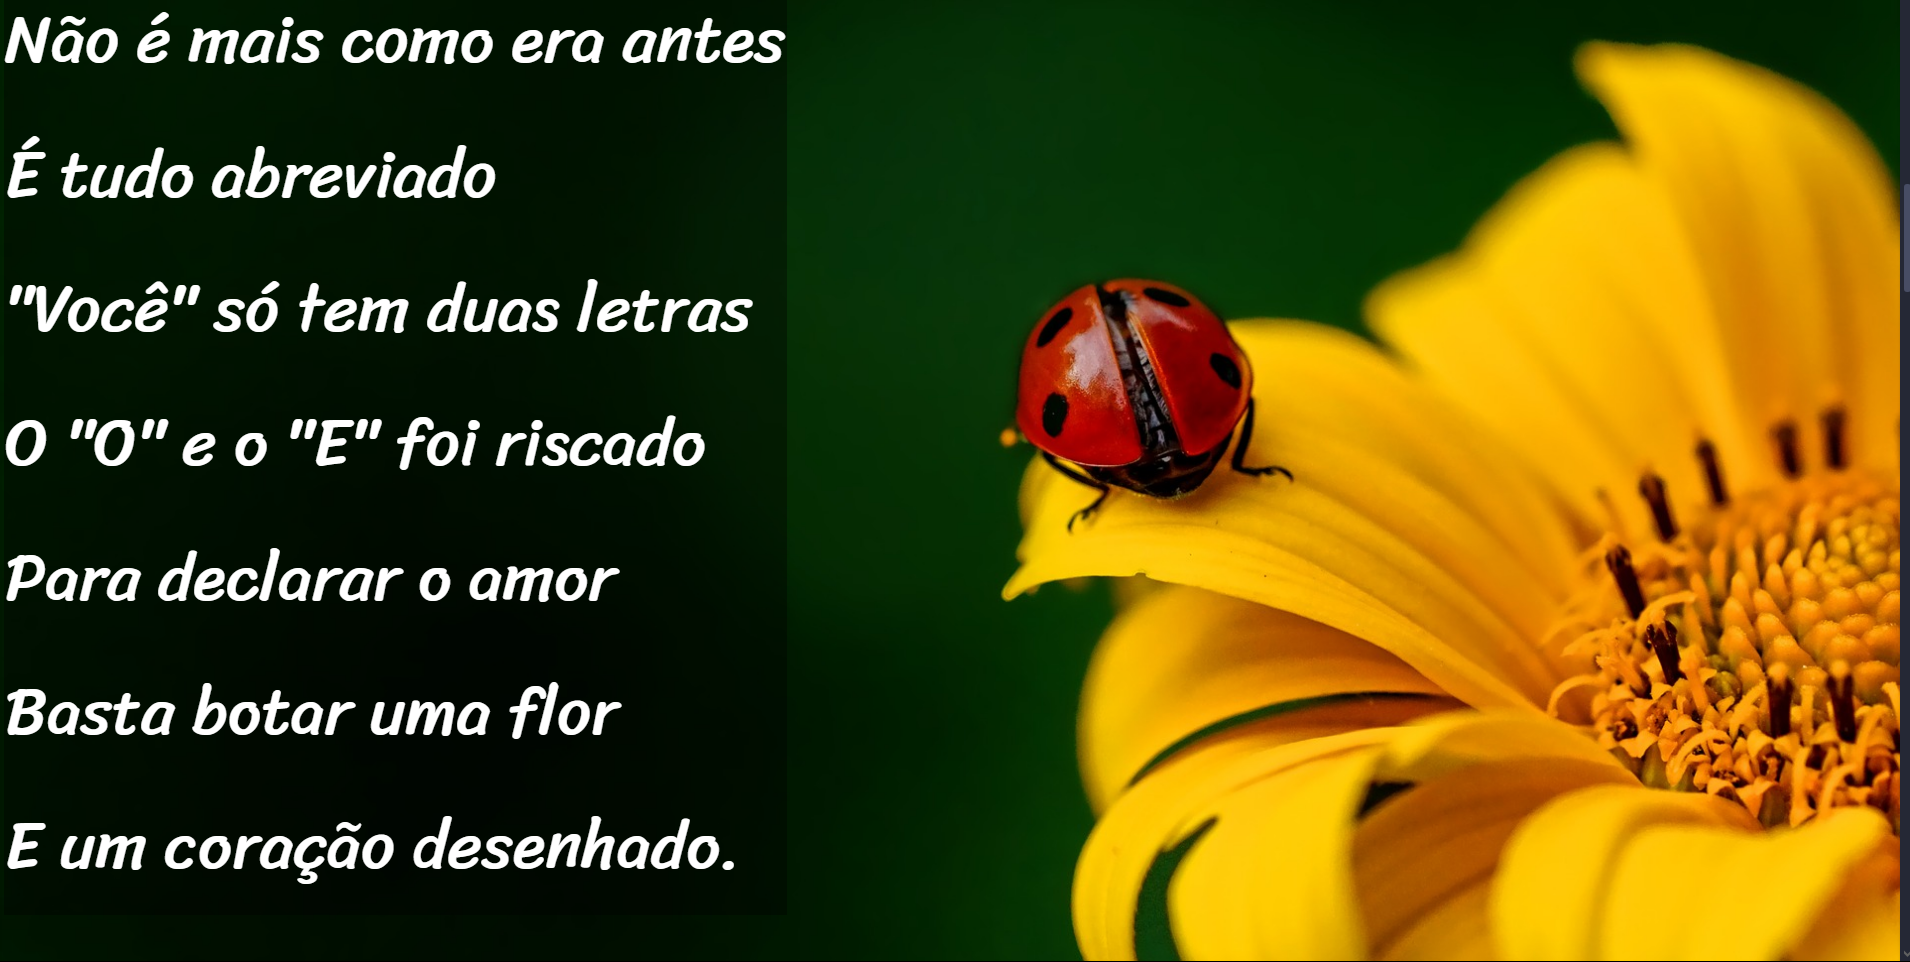 Não é mais como era antes
É tudo abreviado
"Você" só tem duas letras
O "O" e o "E" foi riscado
Para declarar o amor
Basta botar uma flor
E um coração desenhado.